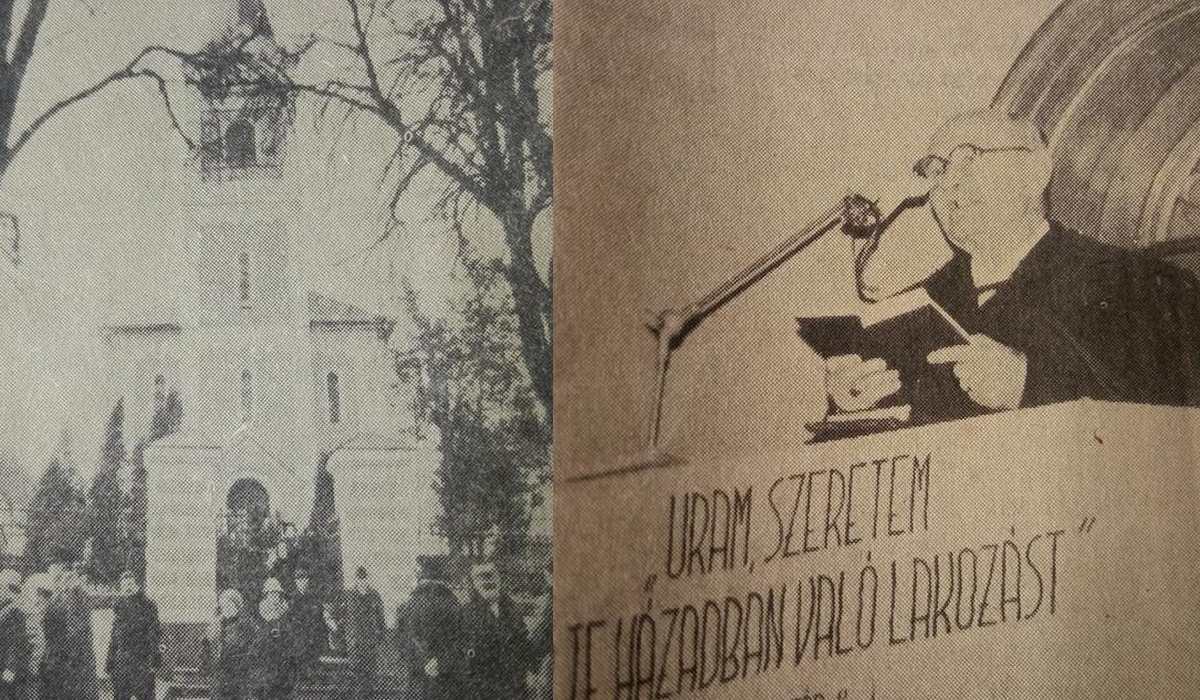 „URAM, SZERETEM
TE HÁZADBAN VALÓ LAKOZÁST"